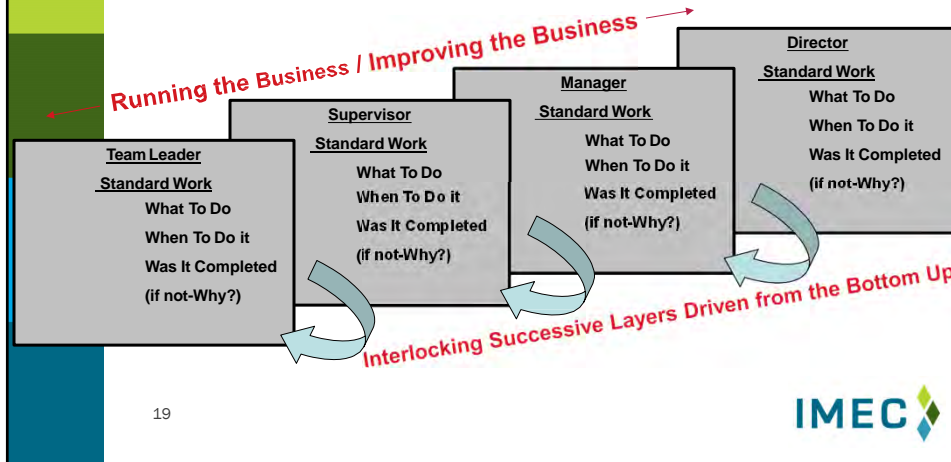 Running the Business / Improving the Business
Team Leader
Standard Work
What To Do
When To Do it
Was It Completed
(if not-Why?)
Supervisor
Standard Work
What To Do
When To Do it
Was It Completed
(if not-Why?)
Manager
Standard Work
What To Do
When To Do it
Was It Completed
(if not-Why?)
Director
Standard Work
What To Do
When To Do it
Was It Completed
(if not-Why?)
Interlocking Successive Layers Driven from the Bottom Up
19
IMEC